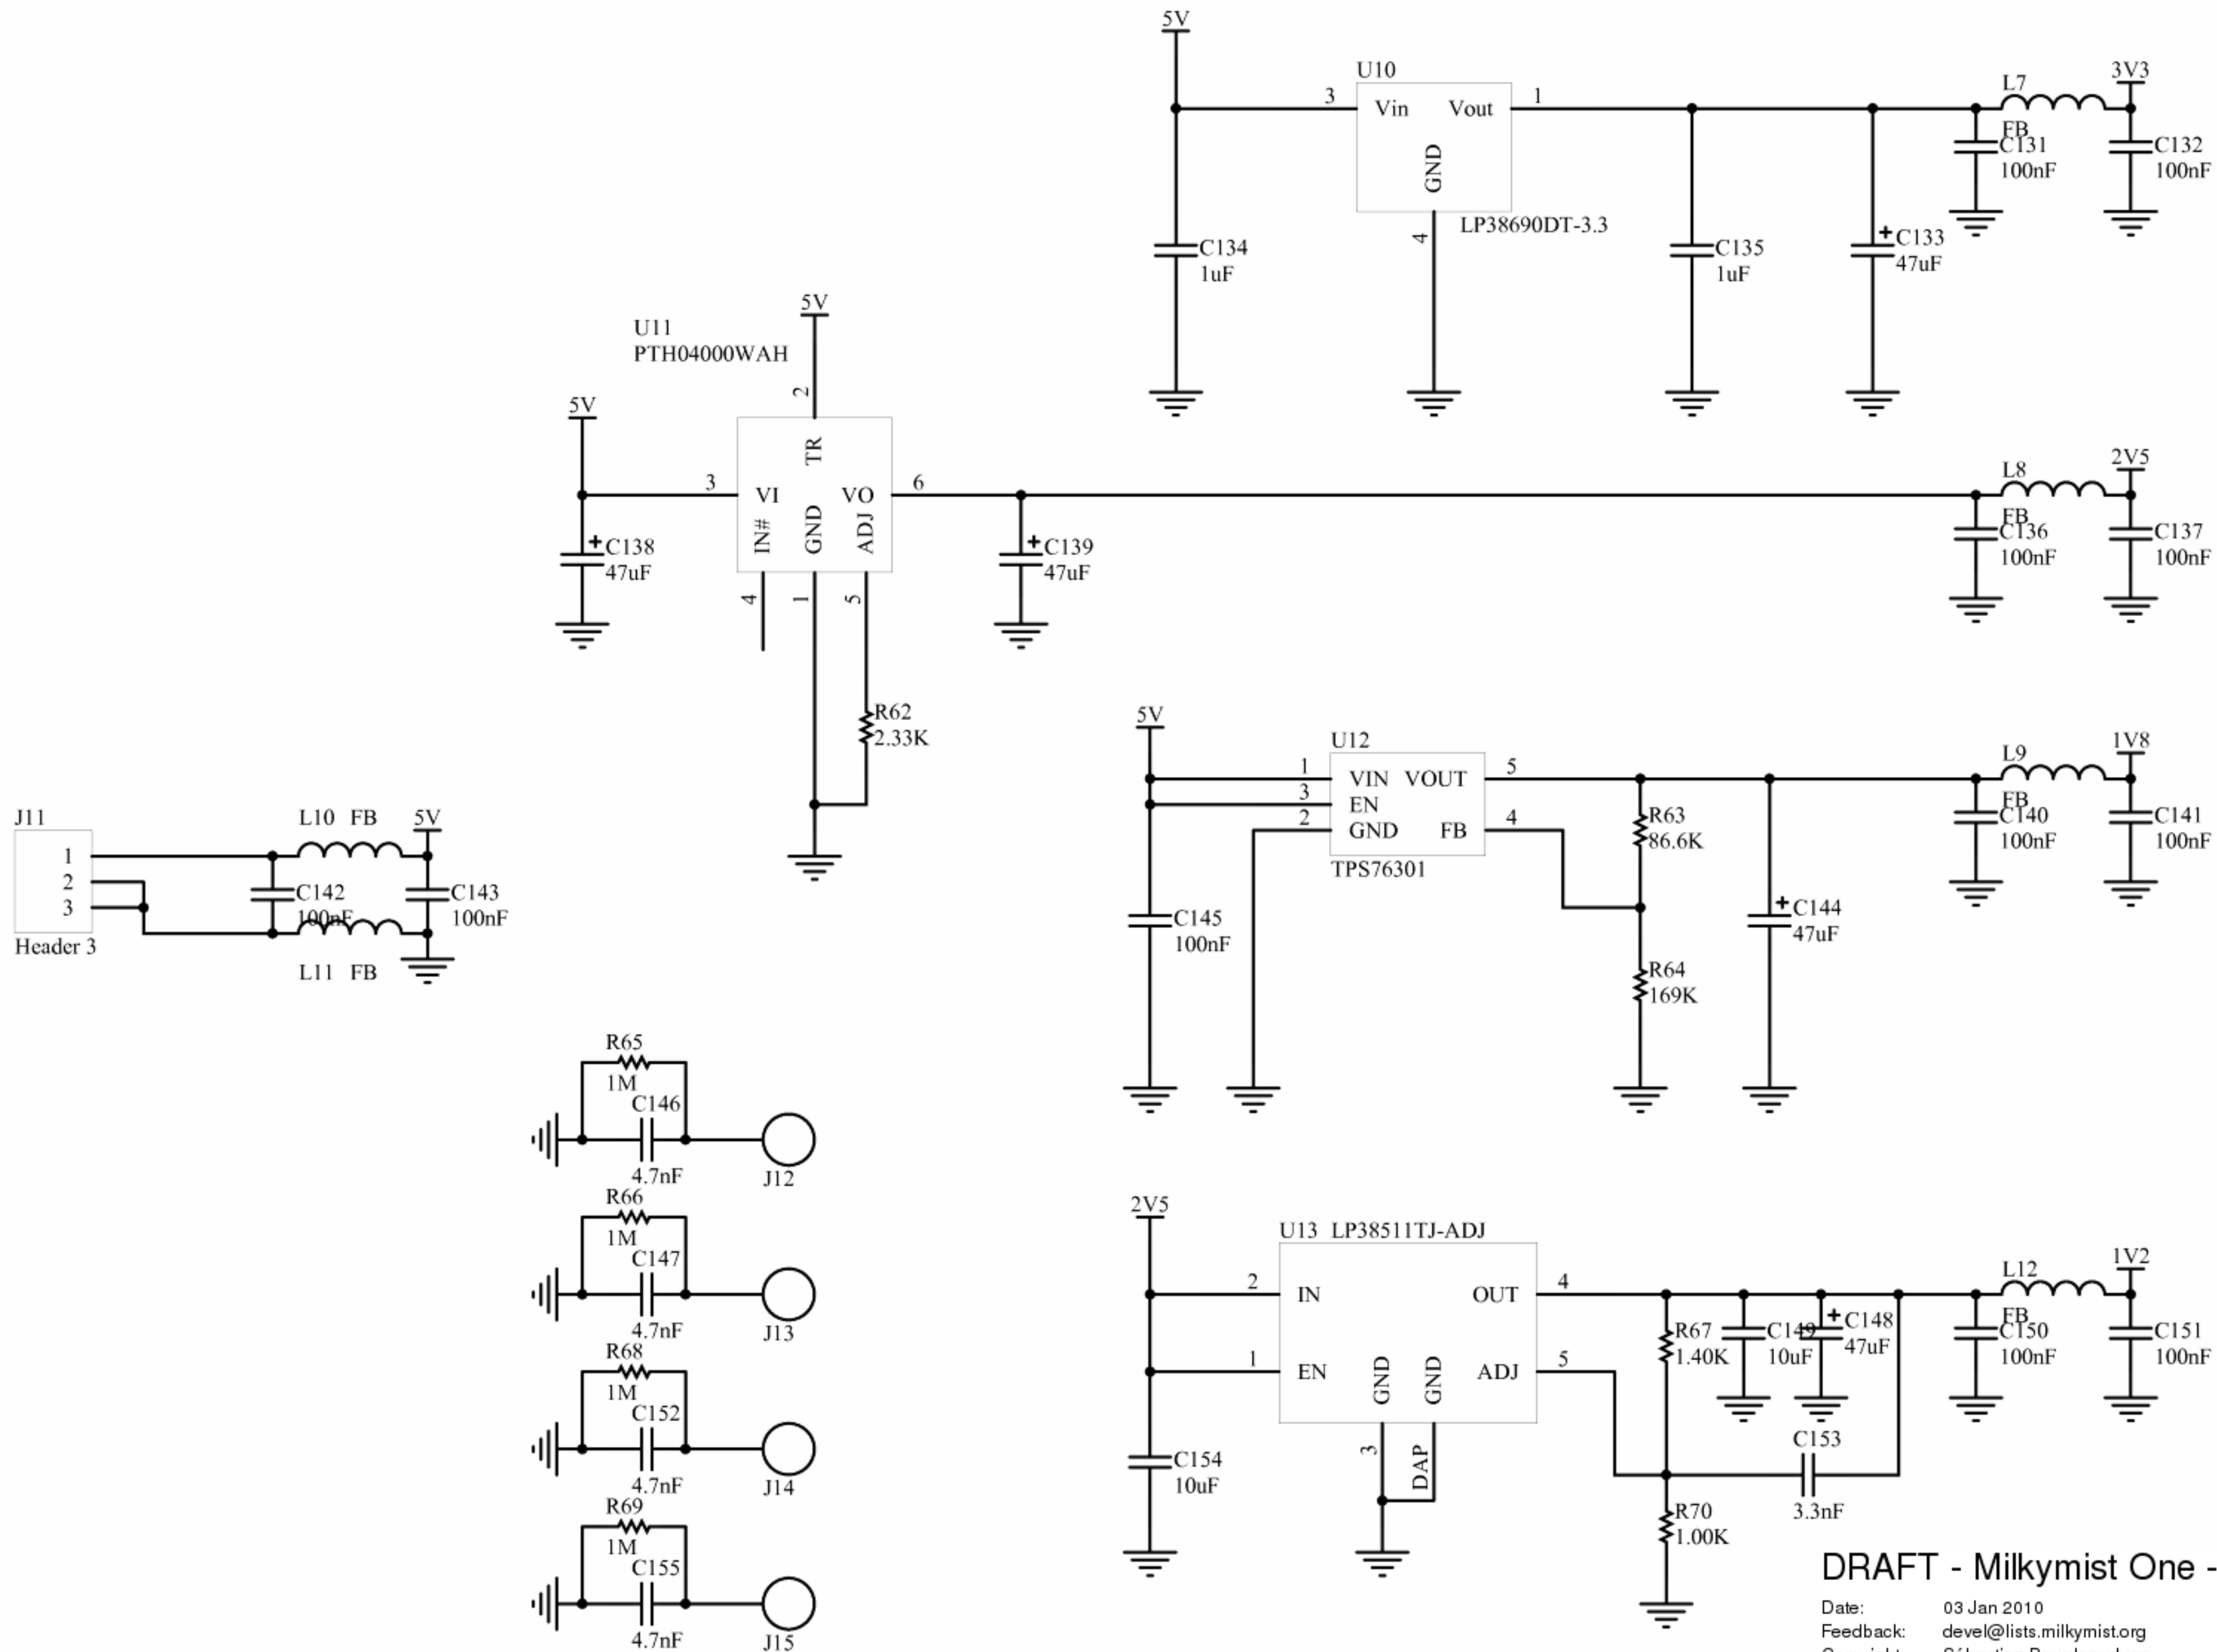 5V
U10
3
Vin
Vout
1
GND
4
LP38690DT-3.3
C134
1uF
C135
1uF
C133
47uF
L7
FB
C131
100nF
3V3
C132
100nF
U11
PTH04000WAH
5V
2
5V
TR
3
VI
VO
6
IN#
GND
ADJ
4
1
5
C138
47uF
C139
47uF
R62
2.33K
L8
FB
C136
100nF
2V5
C137
100nF
5V
U12
1
VIN
VOUT
5
3
EN
2
GND
FB
4
TPS76301
C145
100nF
R63
86.6K
R64
169K
C144
47uF
L9
FB
C140
100nF
1V8
C141
100nF
J11
1
2
3
Header 3
L10 FB
5V
C142
100nF
C143
100nF
L11 FB
R65
1M
C146
4.7nF
J12
R66
1M
C147
4.7nF
J13
R68
1M
C152
4.7nF
J14
R69
1M
C155
4.7nF
J15
2V5
U13 LP38511TJ-ADJ
2
IN
OUT
4
1
EN
ADJ
5
GND
GND
3
DAP
C154
10uF
R67
1.40K
C149
10uF
C148
47uF
C153
3.3nF
R70
1.00K
L12
FB
C150
100nF
1V2
C151
100nF
DRAFT - Milkymist One -
Date: 03 Jan 2010
Feedback: devel@lists.milkymist.org